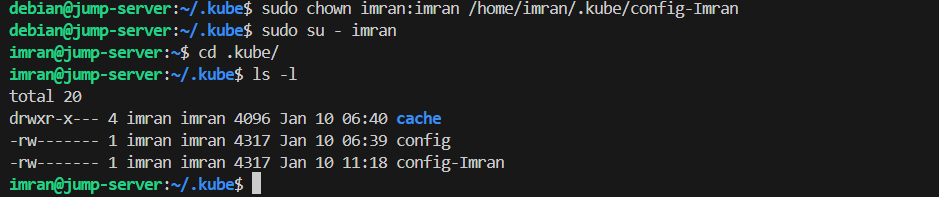 debian@jump-server:~/.kube$ sudo chown imran:imran /home/imran/.kube/config-Imran
debian@jump-server:~/.kube$ sudo su - imran
imran@jump-server:~$ cd .kube/
imran@jump-server:~/.kube$ ls -l
total 20
drwxr-x--- 4 imran imran 4096 Jan 10 06:40 cache
-rw------- 1 imran imran 4317 Jan 10 06:39 config
-rw------- 1 imran imran 4317 Jan 10 11:18 config-Imran
imran@jump-server:~/.kube$